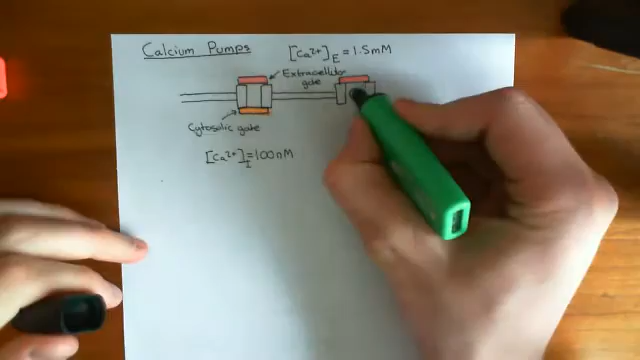 Calcium Pumps
[Ca²⁺]E = 1.5mM
Extracellular gate
Cytosolic gate
[Ca²⁺]I = 100nM